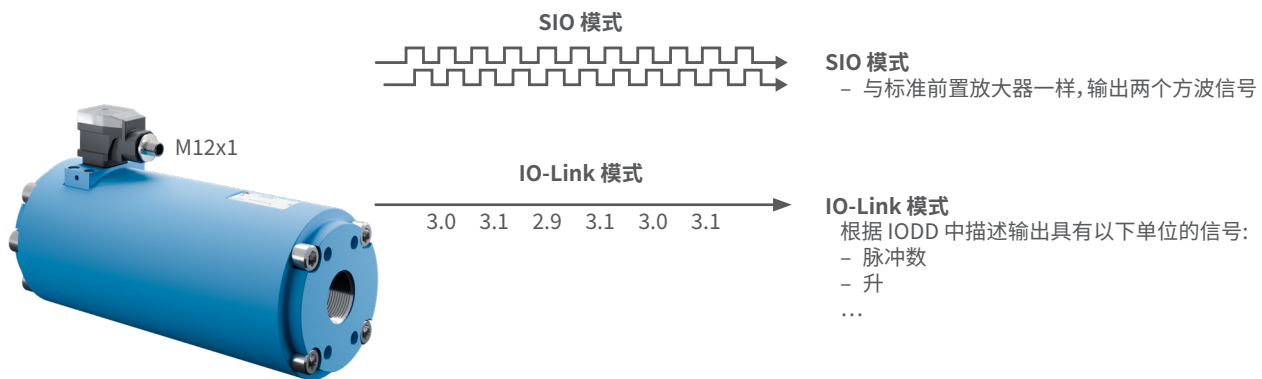 SIO 模式
SIO 模式
– 与标准前置放大器一样,输出两个方波信号
M12x1
IO-Link 模式
3.0 3.1 2.9 3.1 3.0 3.1
IO-Link 模式
根据 IODD 中描述输出具有以下单位的信号:
– 脉冲数
– 升
…